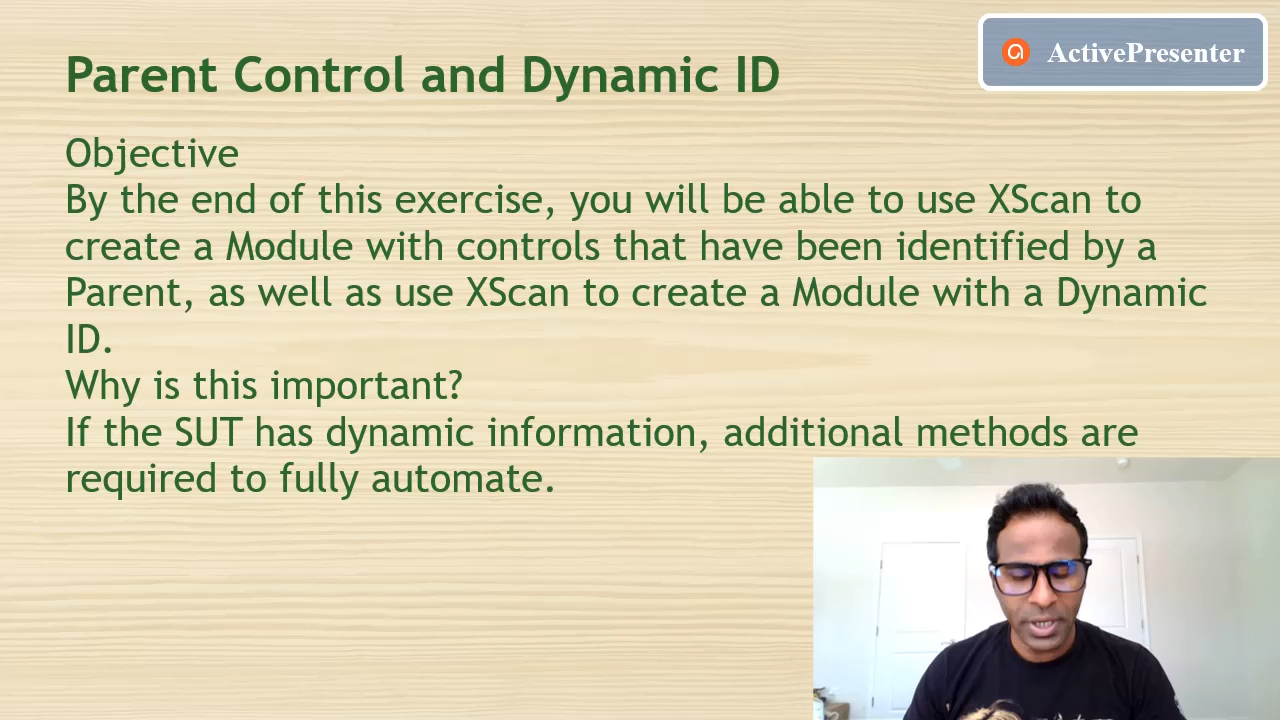 Parent Control and Dynamic ID
ActivePresenter
Objective
By the end of this exercise, you will be able to use XScan to
create a Module with controls that have been identified by a
Parent, as well as use XScan to create a Module with a Dynamic
ID.
Why is this important?
If the SUT has dynamic information, additional methods are
required to fully automate.